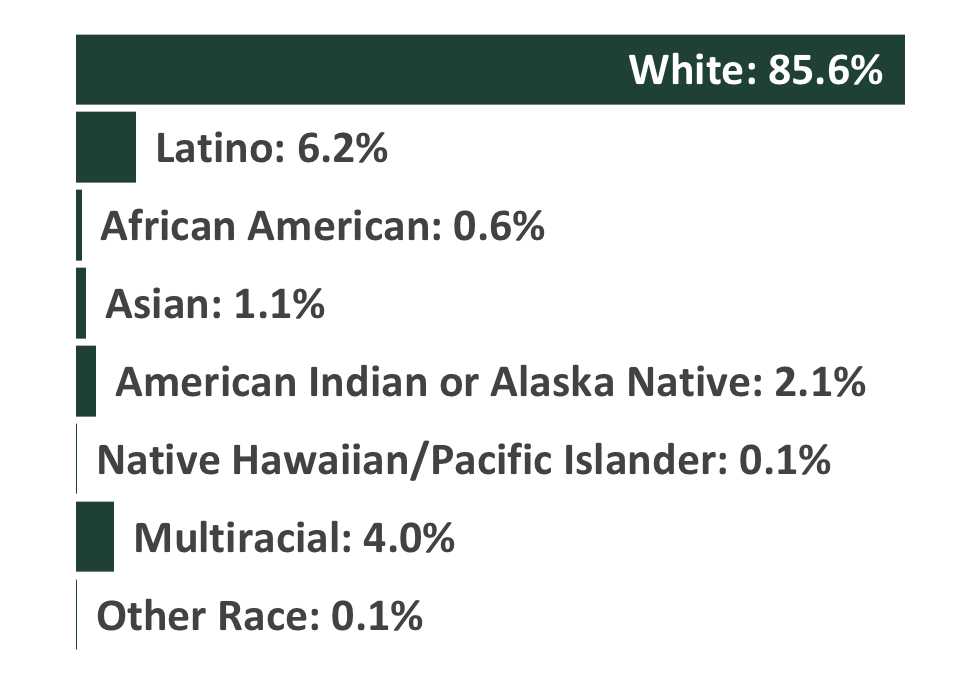 White: 85.6%
Latino: 6.2%
African American: 0.6%
Asian: 1.1%
American Indian or Alaska Native: 2.1%
Native Hawaiian/Pacific Islander: 0.1%
Multiracial: 4.0%
Other Race: 0.1%